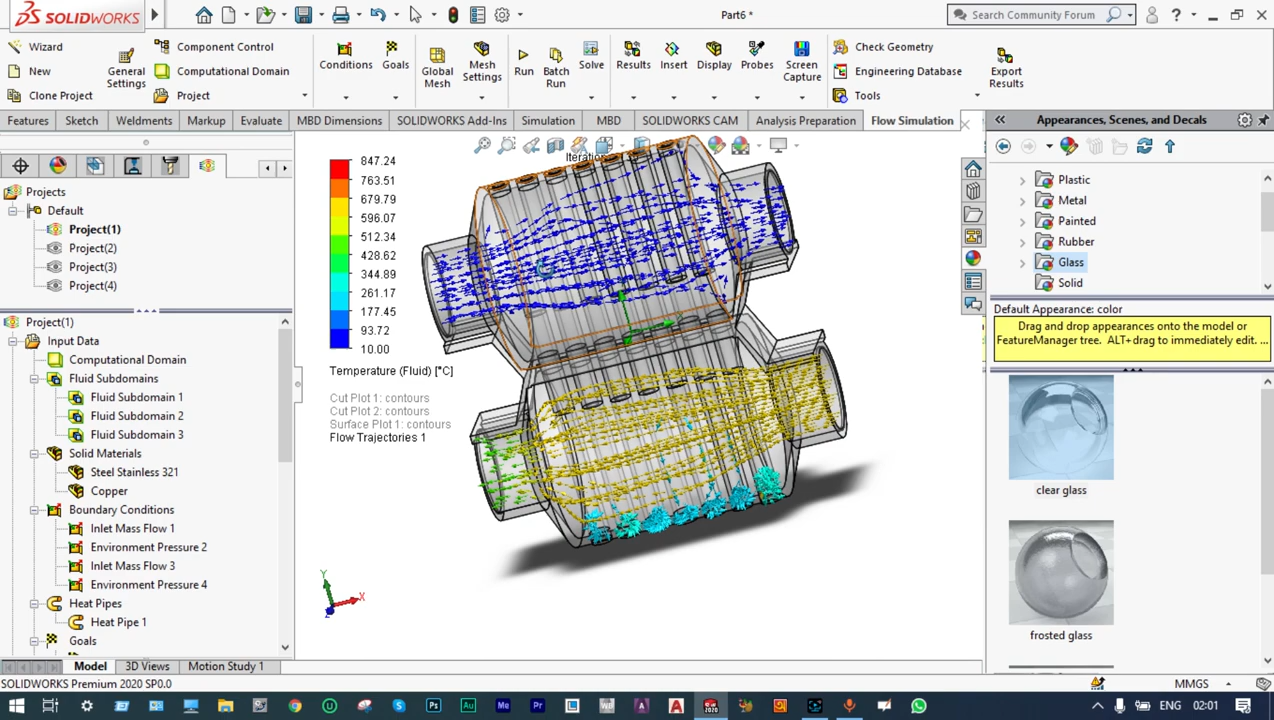 SOLIDWORKS
Part6 *
Search Community Forum
Wizard
New
Clone Project
General Settings
Component Control
Computational Domain
Project
Conditions
Goals
Global Mesh
Mesh Settings
Run
Batch Run
Solve
Results
Insert
Display
Probes
Screen Capture
Check Geometry
Engineering Database
Tools
Export Results
Features
Sketch
Weldments
Markup
Evaluate
MBD Dimensions
SOLIDWORKS Add-Ins
Simulation
MBD
SOLIDWORKS CAM
Analysis Preparation
Flow Simulation
Projects
Default
Project(1)
Project(2)
Project(3)
Project(4)
Project(1)
Input Data
Computational Domain
Fluid Subdomains
Fluid Subdomain 1
Fluid Subdomain 2
Fluid Subdomain 3
Solid Materials
Steel Stainless 321
Copper
Boundary Conditions
Inlet Mass Flow 1
Environment Pressure 2
Inlet Mass Flow 3
Environment Pressure 4
Heat Pipes
Heat Pipe 1
Goals
847.24
763.51
679.79
596.07
512.34
428.62
344.89
261.17
177.45
93.72
10.00
Temperature (Fluid) [°C]
Cut Plot 1: contours
Cut Plot 2: contours
Surface Plot 1: contours
Flow Trajectories 1
Y
X
Z
Appearances, Scenes, and Decals
Plastic
Metal
Painted
Rubber
Glass
Solid
Default Appearance: color
Drag and drop appearances onto the model or
FeatureManager tree. ALT+drag to immediately edit. ...
clear glass
frosted glass
Model
3D Views
Motion Study 1
SOLIDWORKS Premium 2020 SP0.0
MMGS
ENG
02:01